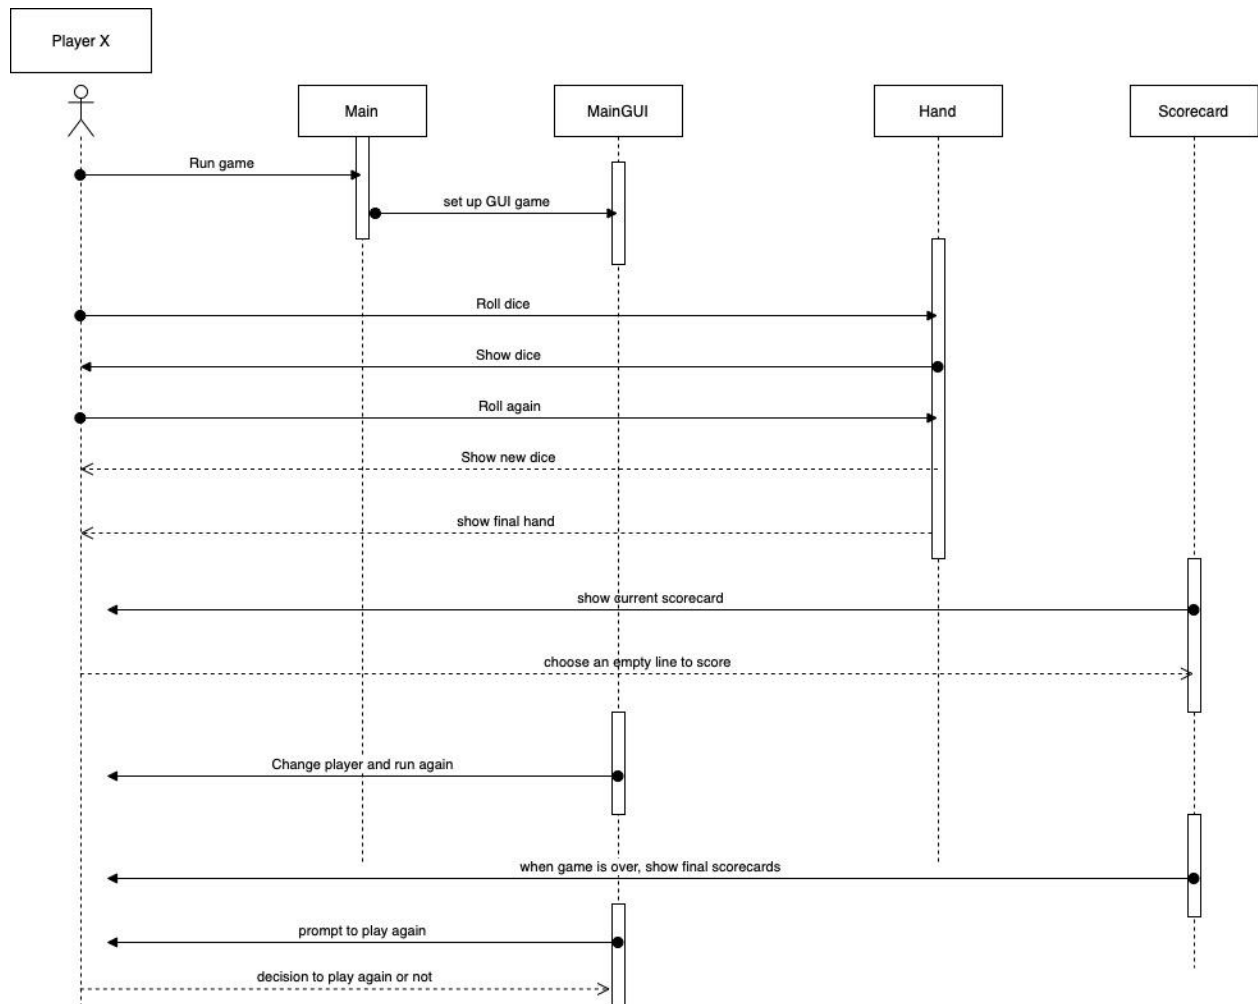 Player X
Main
MainGUI
Hand
Scorecard
Run game
set up GUI game
Roll dice
Show dice
Roll again
Show new dice
show final hand
show current scorecard
choose an empty line to score
Change player and run again
when game is over, show final scorecards
prompt to play again
decision to play again or not